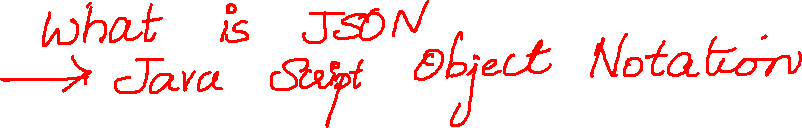 What is JSON
→ Java Script Object Notation